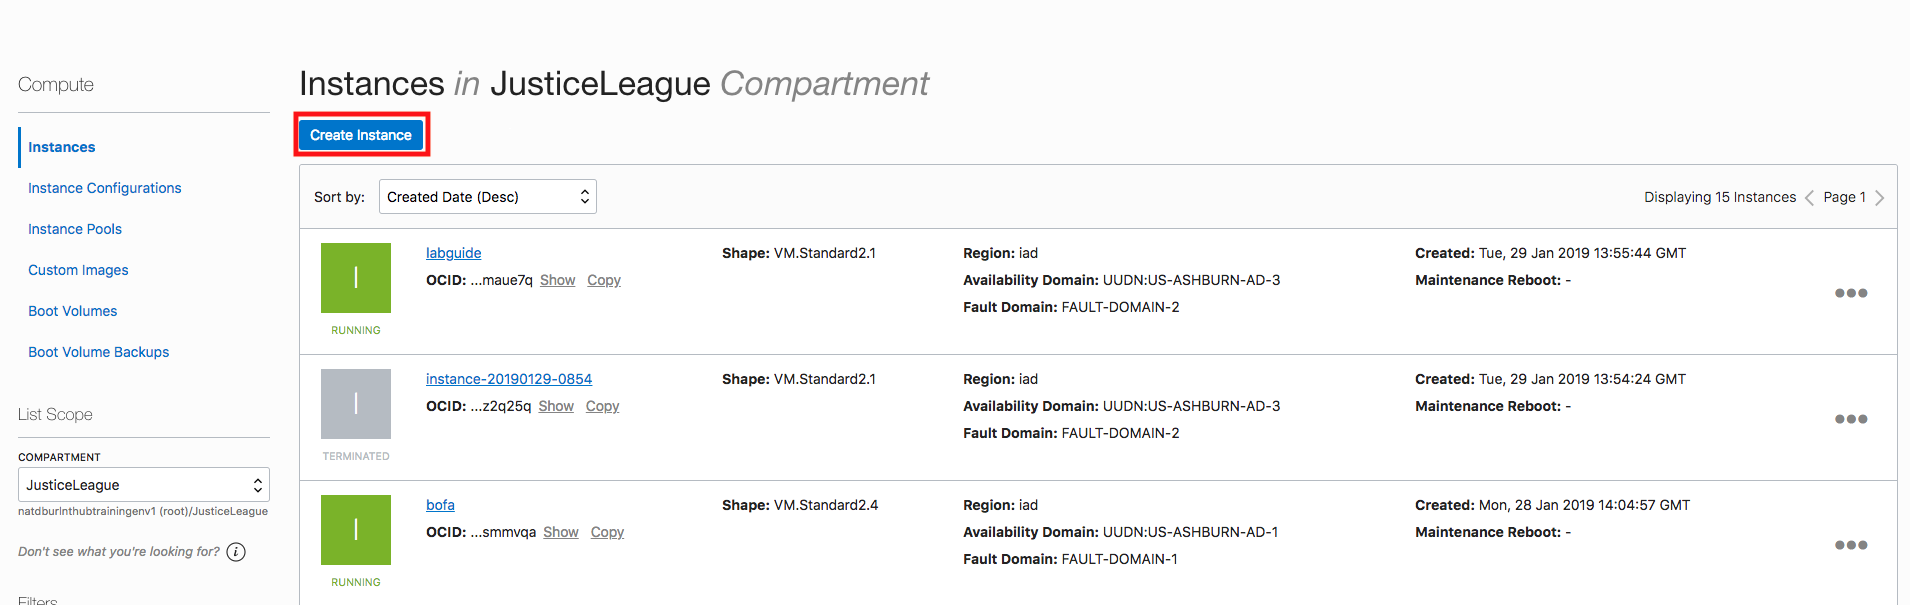 Compute
Instances
Instance Configurations
Instance Pools
Custom Images
Boot Volumes
Boot Volume Backups
List Scope
COMPARTMENT
JusticeLeague
natdburlnthubtrainingenv1 (root)/JusticeLeague
Don't see what you're looking for? i
Filters
Instances in JusticeLeague Compartment
Create Instance
Sort by: Created Date (Desc) Displaying 15 Instances < Page 1 >
I
RUNNING
labguide
OCID: ...maue7q Show Copy
Shape: VM.Standard2.1
Region: iad
Availability Domain: UUDN:US-ASHBURN-AD-3
Fault Domain: FAULT-DOMAIN-2
Created: Tue, 29 Jan 2019 13:55:44 GMT
Maintenance Reboot: -
I
TERMINATED
instance-20190129-0854
OCID: ...z2q25q Show Copy
Shape: VM.Standard2.1
Region: iad
Availability Domain: UUDN:US-ASHBURN-AD-3
Fault Domain: FAULT-DOMAIN-2
Created: Tue, 29 Jan 2019 13:54:24 GMT
Maintenance Reboot: -
I
RUNNING
bofa
OCID: ...smmvqa Show Copy
Shape: VM.Standard2.4
Region: iad
Availability Domain: UUDN:US-ASHBURN-AD-1
Fault Domain: FAULT-DOMAIN-1
Created: Mon, 28 Jan 2019 14:04:57 GMT
Maintenance Reboot: -